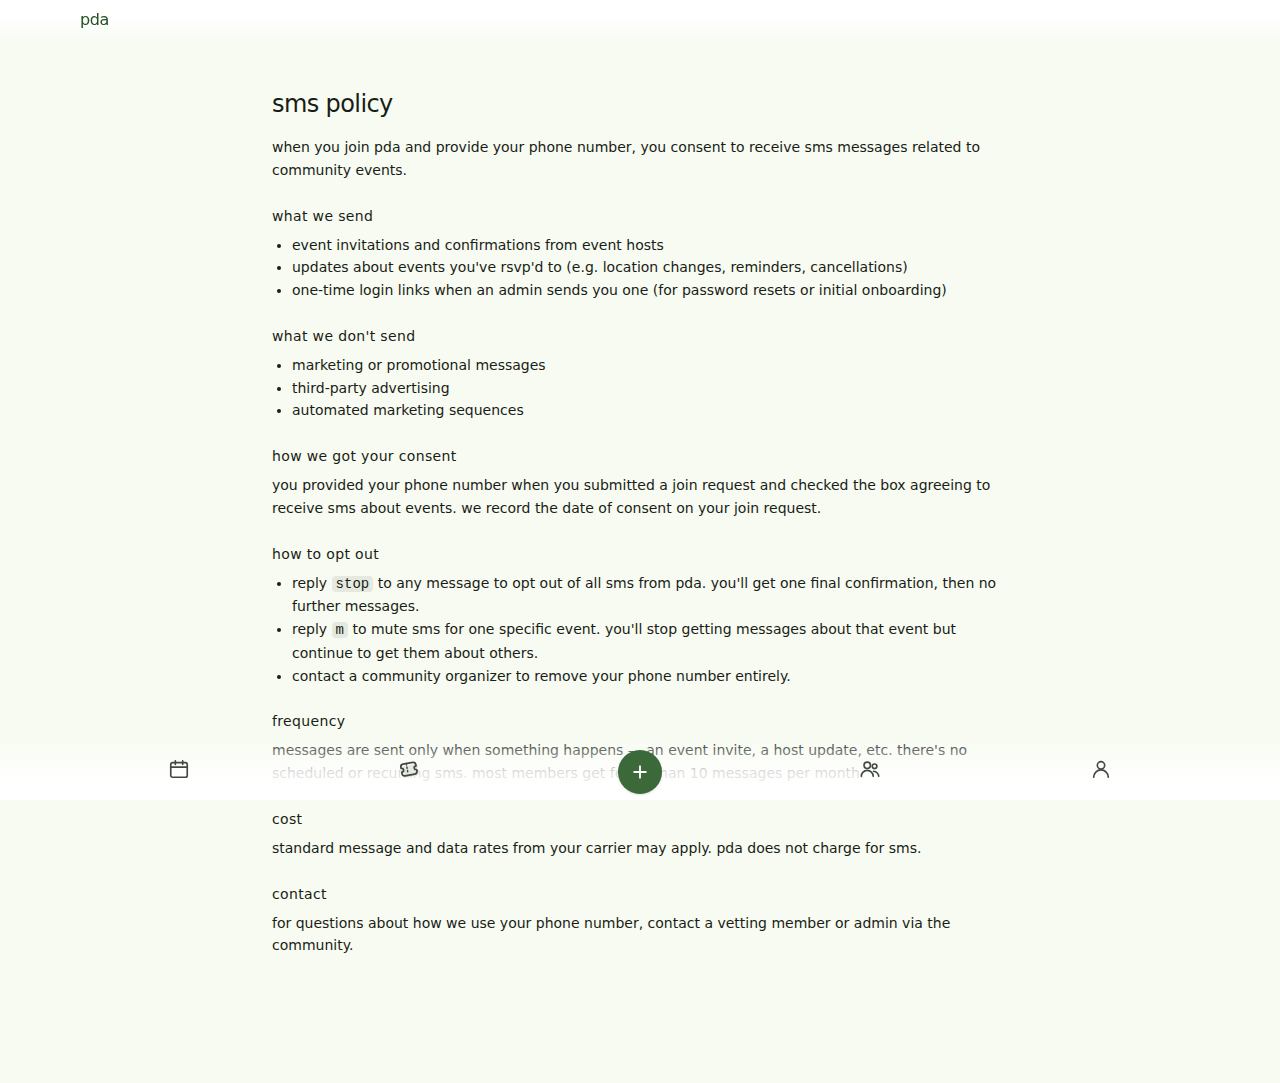 pda
sms policy
when you join pda and provide your phone number, you consent to receive sms messages related to
community events.
what we send
event invitations and confirmations from event hosts
updates about events you've rsvp'd to (e.g. location changes, reminders, cancellations)
one-time login links when an admin sends you one (for password resets or initial onboarding)
what we don't send
marketing or promotional messages
third-party advertising
automated marketing sequences
how we got your consent
you provided your phone number when you submitted a join request and checked the box agreeing to
receive sms about events. we record the date of consent on your join request.
how to opt out
reply stop to any message to opt out of all sms from pda. you'll get one final confirmation, then no
further messages.
reply m to mute sms for one specific event. you'll stop getting messages about that event but
continue to get them about others.
contact a community organizer to remove your phone number entirely.
frequency
messages are sent only when something happens an event invite, a host update, etc. there's no
scheduled or sms. most members get 10 messages per month
cost
standard message and data rates from your carrier may apply. pda does not charge for sms.
contact
for questions about how we use your phone number, contact a vetting member or admin via the
community.